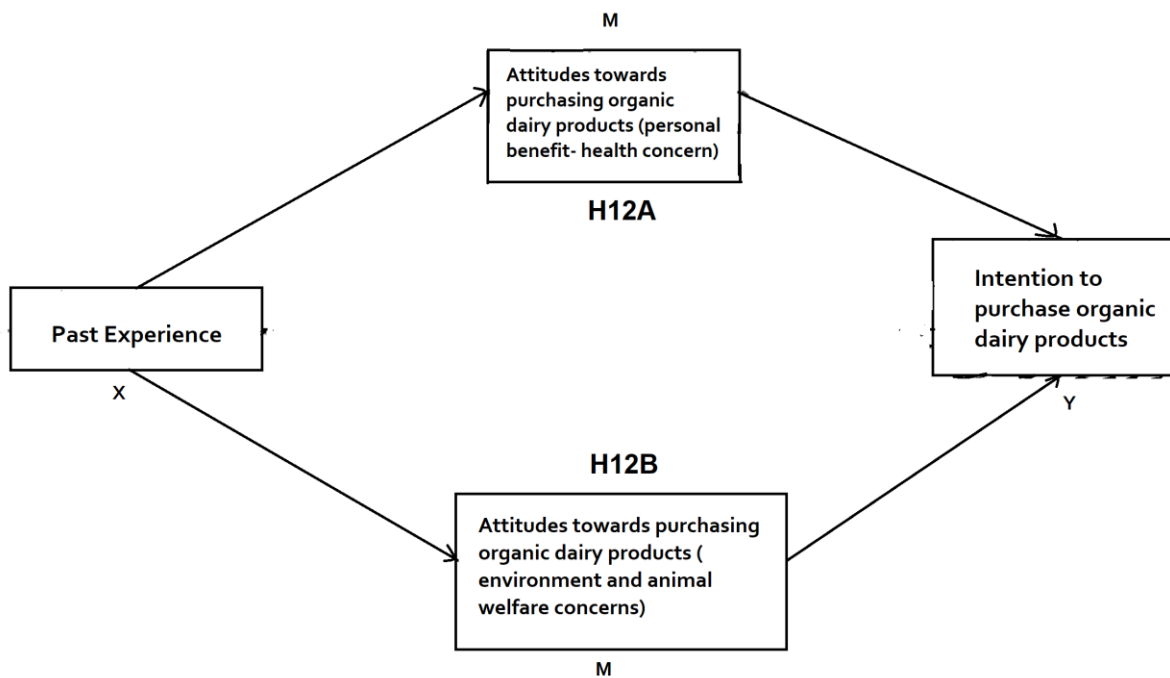 M
Attitudes towards
purchasing organic
dairy products (personal
benefit- health concern)
H12A
Past Experience
X
Intention to
purchase organic
dairy products
Y
H12B
Attitudes towards purchasing
organic dairy products (
environment and animal
welfare concerns)
M